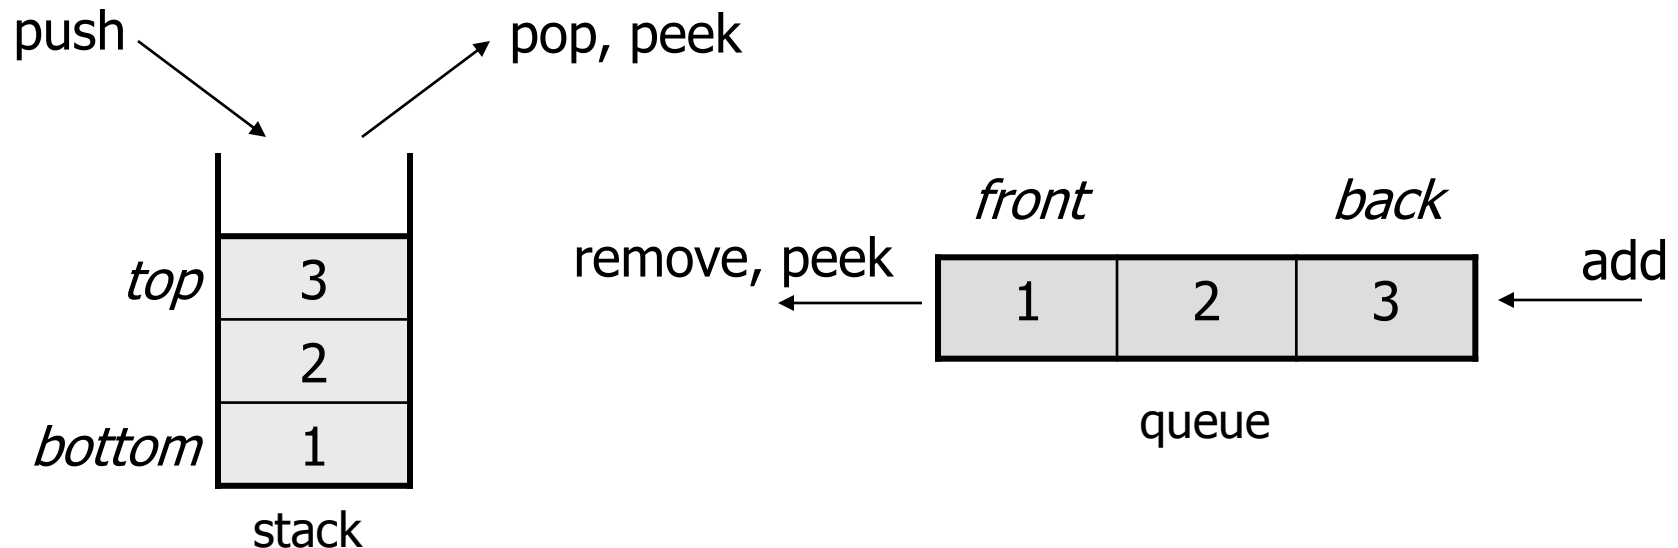 push
pop, peek
top
3
2
bottom
1
stack
front
back
remove, peek
1
2
3
add
queue